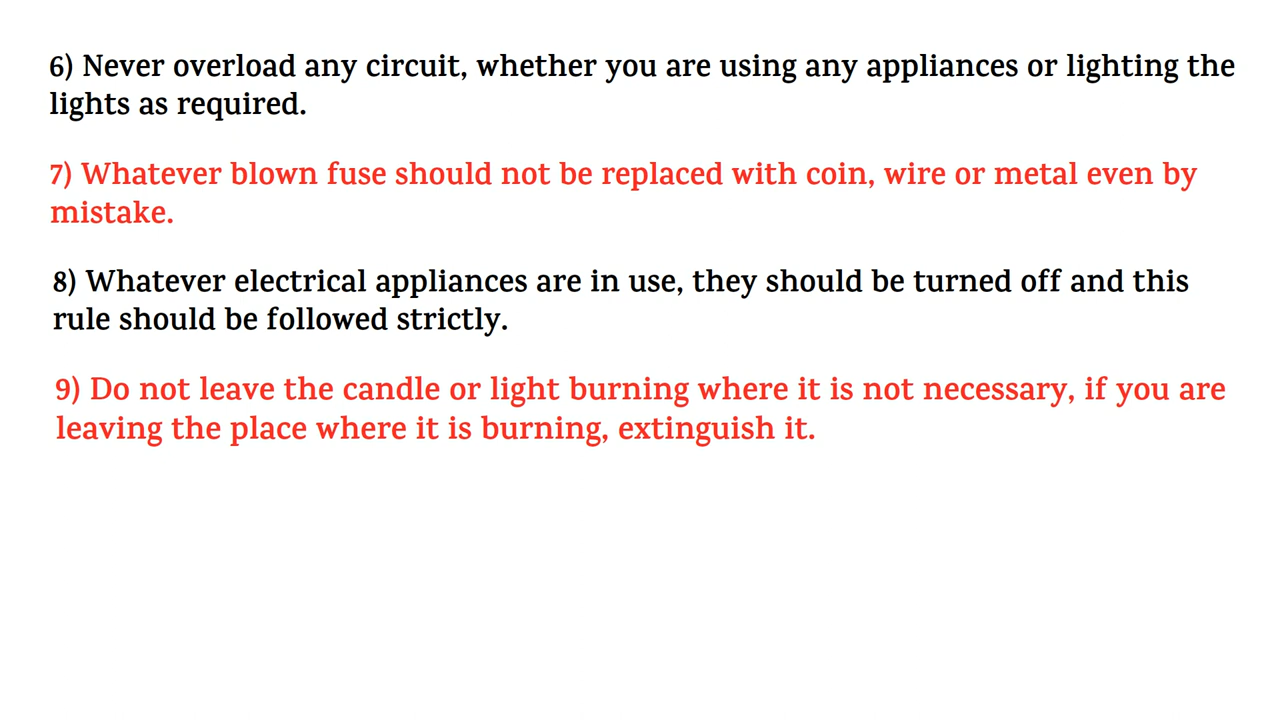 6) Never overload any circuit, whether you are using any appliances or lighting the
lights as required.
7) Whatever blown fuse should not be replaced with coin, wire or metal even by
mistake.
8) Whatever electrical appliances are in use, they should be turned off and this
rule should be followed strictly.
9) Do not leave the candle or light burning where it is not necessary, if you are
leaving the place where it is burning, extinguish it.